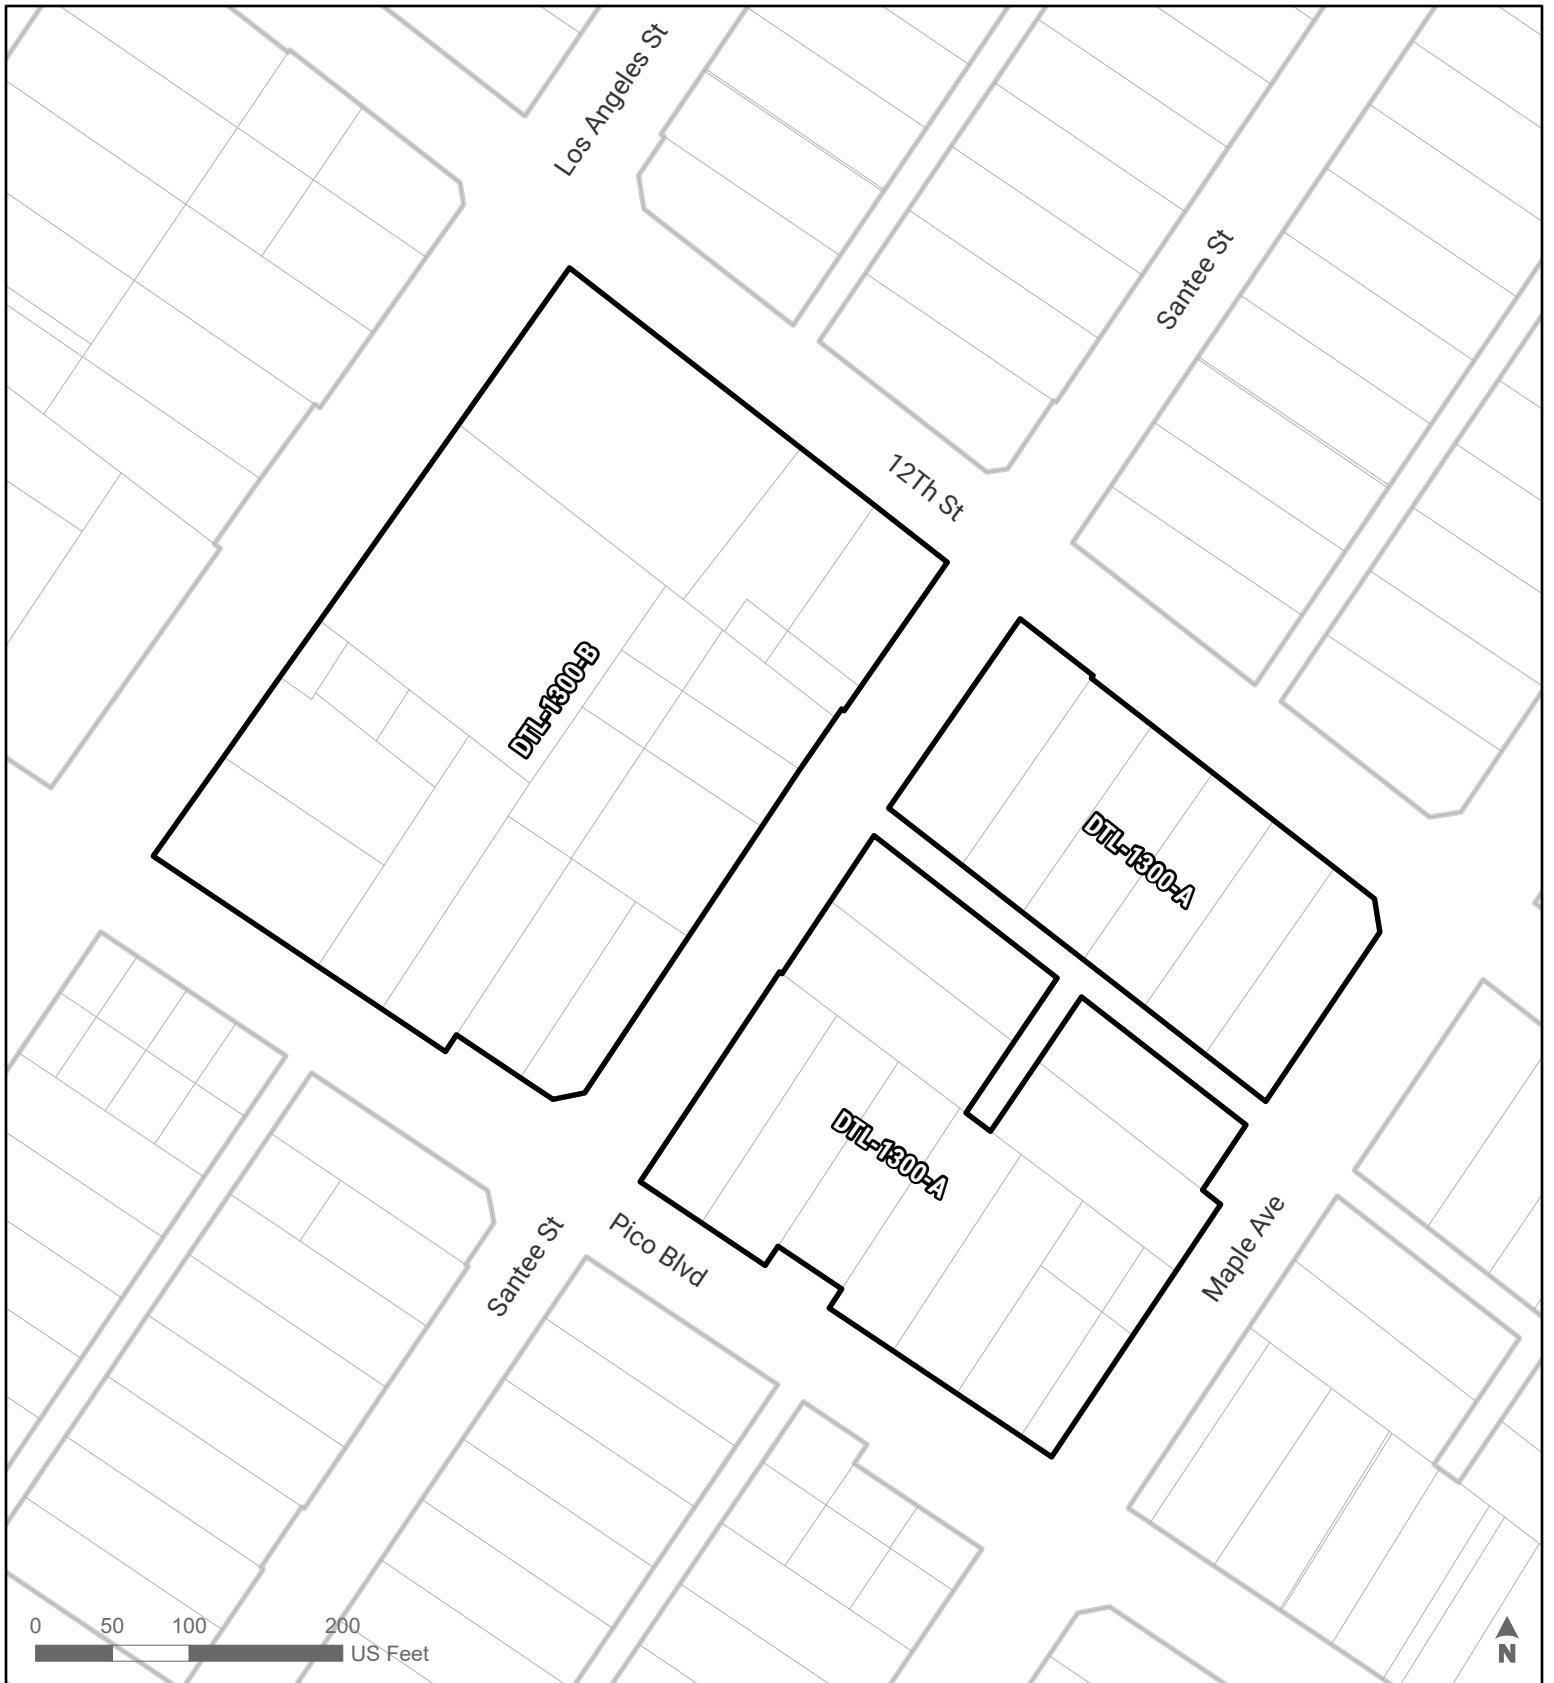 Los Angeles St
Santee St
12Th St
DTL-1300-B
DTL-1300-A
DTL-1300-A
Maple Ave
Santee St
Pico Blvd
0 50 100 200
US Feet
N